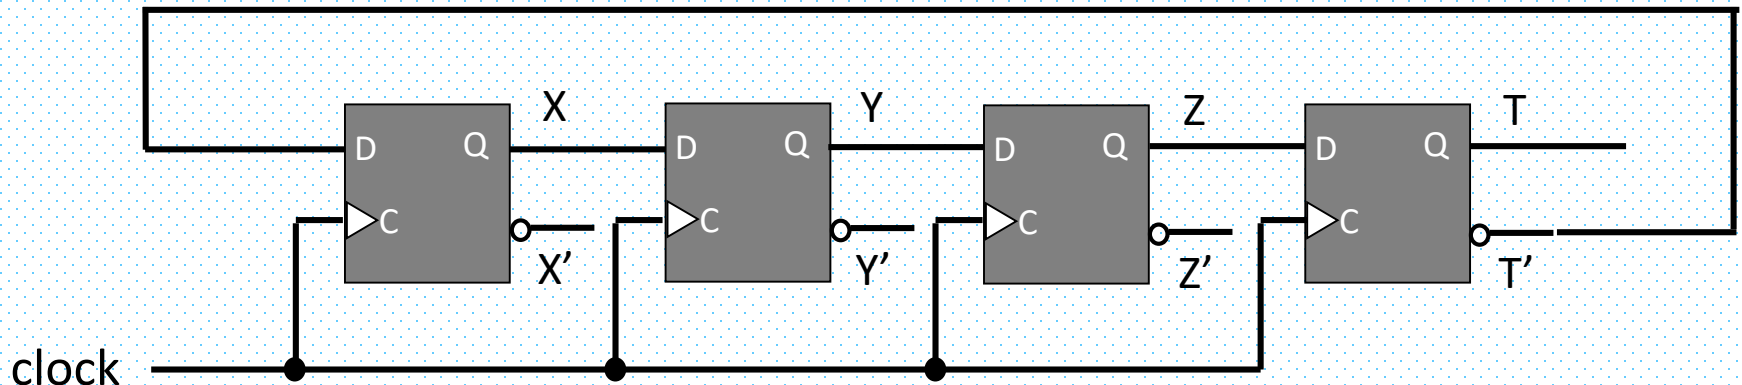 X Y Z T
D Q D Q D Q D Q
C C C C
X’ Y’ Z’ T’
clock